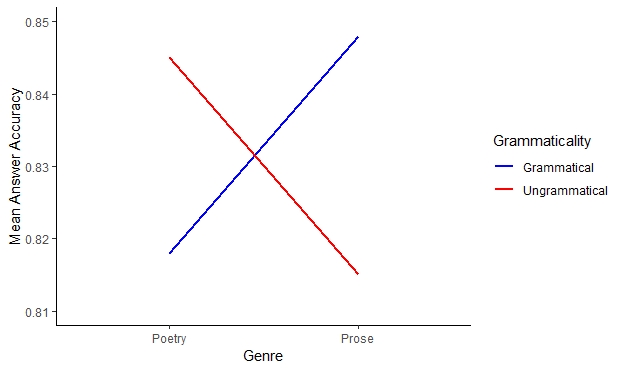 0.85
0.84
0.83
0.82
0.81
Mean Answer Accuracy
Poetry
Prose
Genre
Grammaticality
Grammatical
Ungrammatical